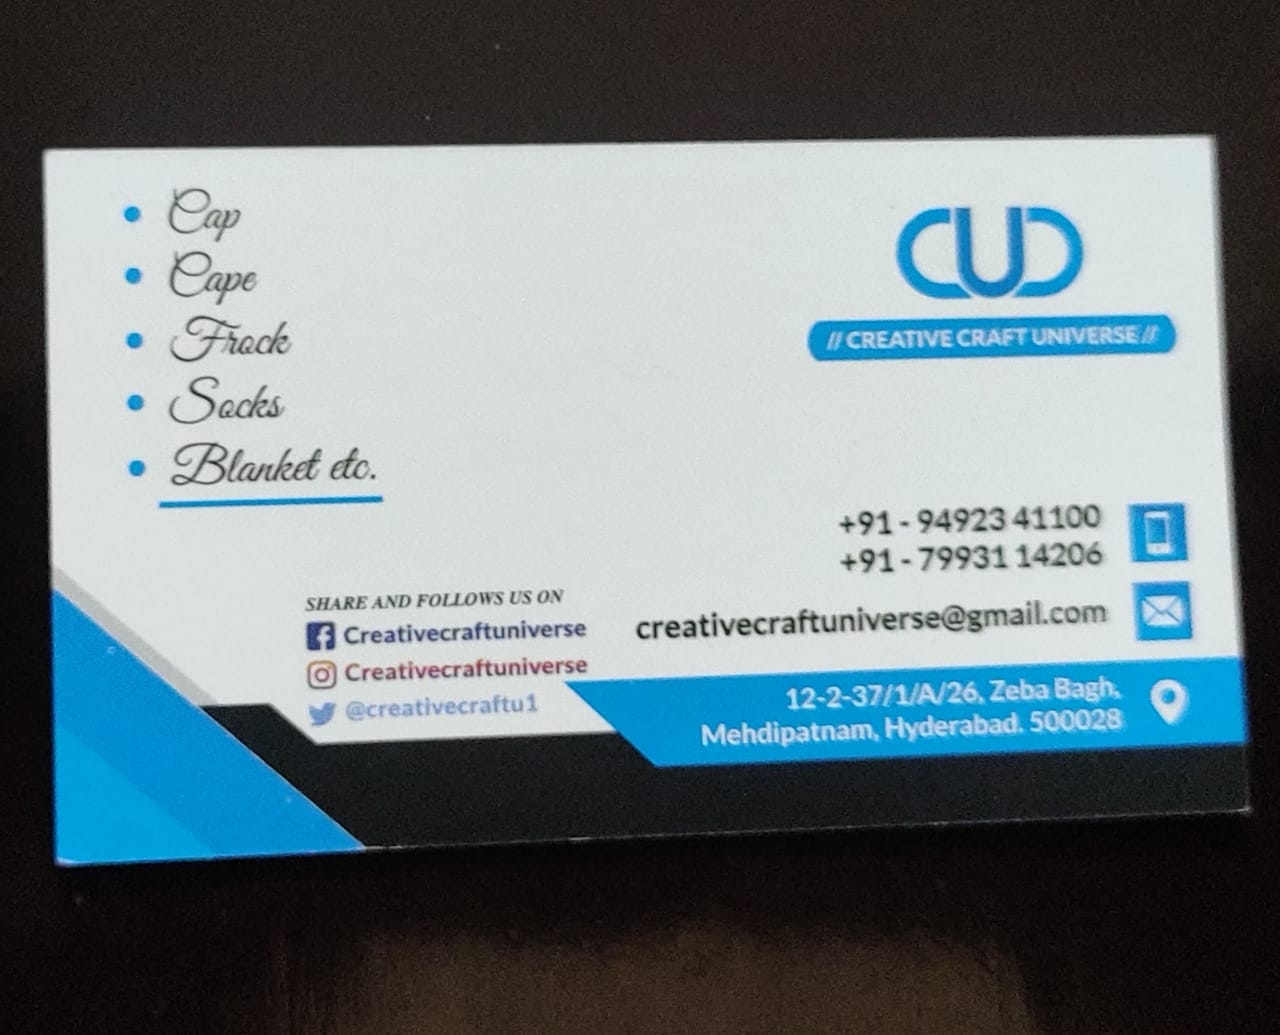 Cap
Cape
Frock
Socks
Blanket etc.
CUC
// CREATIVE CRAFT UNIVERSE //
+91 - 94923 41100
+91 - 79931 14206
creativecraftuniverse@gmail.com
SHARE AND FOLLOWS US ON
Creativecraftuniverse
Creativecraftuniverse
@creativecraftu1
12-2-37/1/A/26, Zeba Bagh,
Mehdipatnam, Hyderabad. 500028